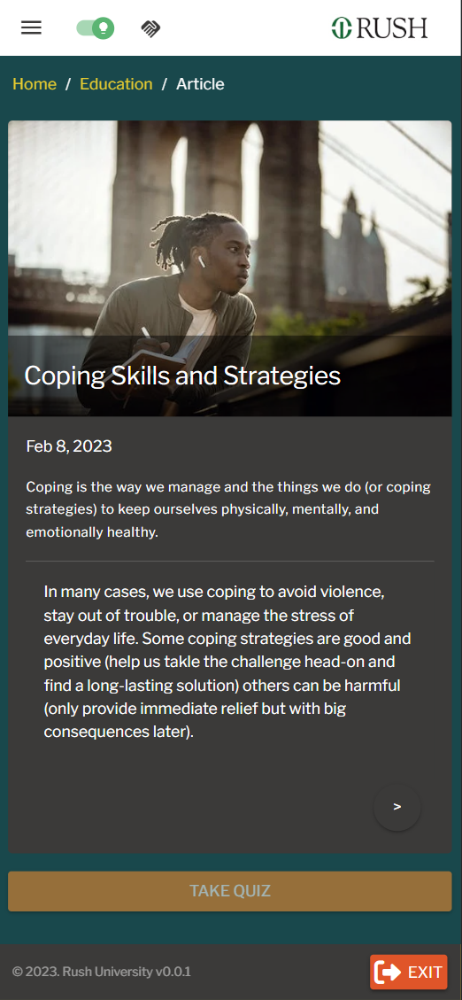 RUSH
Home / Education / Article
Coping Skills and Strategies
Feb 8, 2023
Coping is the way we manage and the things we do (or coping
strategies) to keep ourselves physically, mentally, and
emotionally healthy.
In many cases, we use coping to avoid violence,
stay out of trouble, or manage the stress of
everyday life. Some coping strategies are good and
positive (help us takle the challenge head-on and
find a long-lasting solution) others can be harmful
(only provide immediate relief but with big
consequences later).
>
TAKE QUIZ
© 2023. Rush University v0.0.1
EXIT